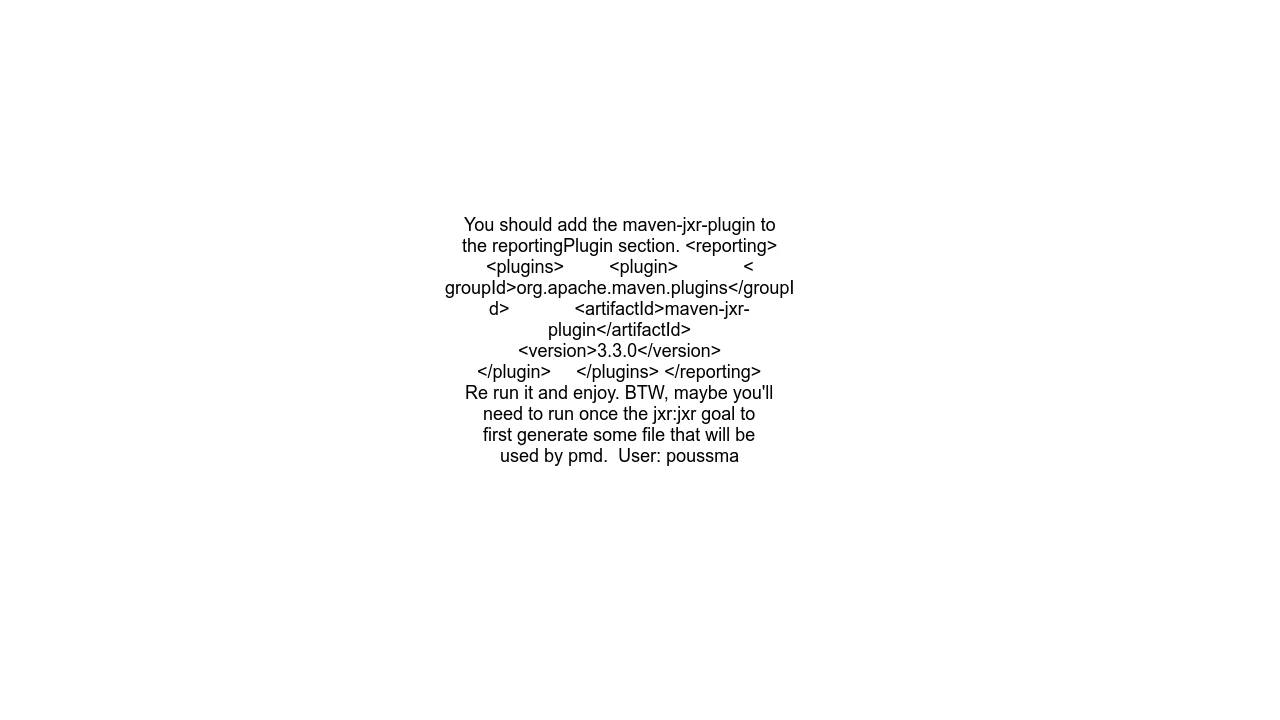 You should add the maven-jxr-plugin to
the reportingPlugin section. <reporting>
<plugins>         <plugin>             <
groupId>org.apache.maven.plugins</groupI
d>             <artifactId>maven-jxr-
plugin</artifactId>
<version>3.3.0</version>
</plugin>     </plugins> </reporting>
Re run it and enjoy. BTW, maybe you'll
need to run once the jxr:jxr goal to
first generate some file that will be
used by pmd.  User: poussma